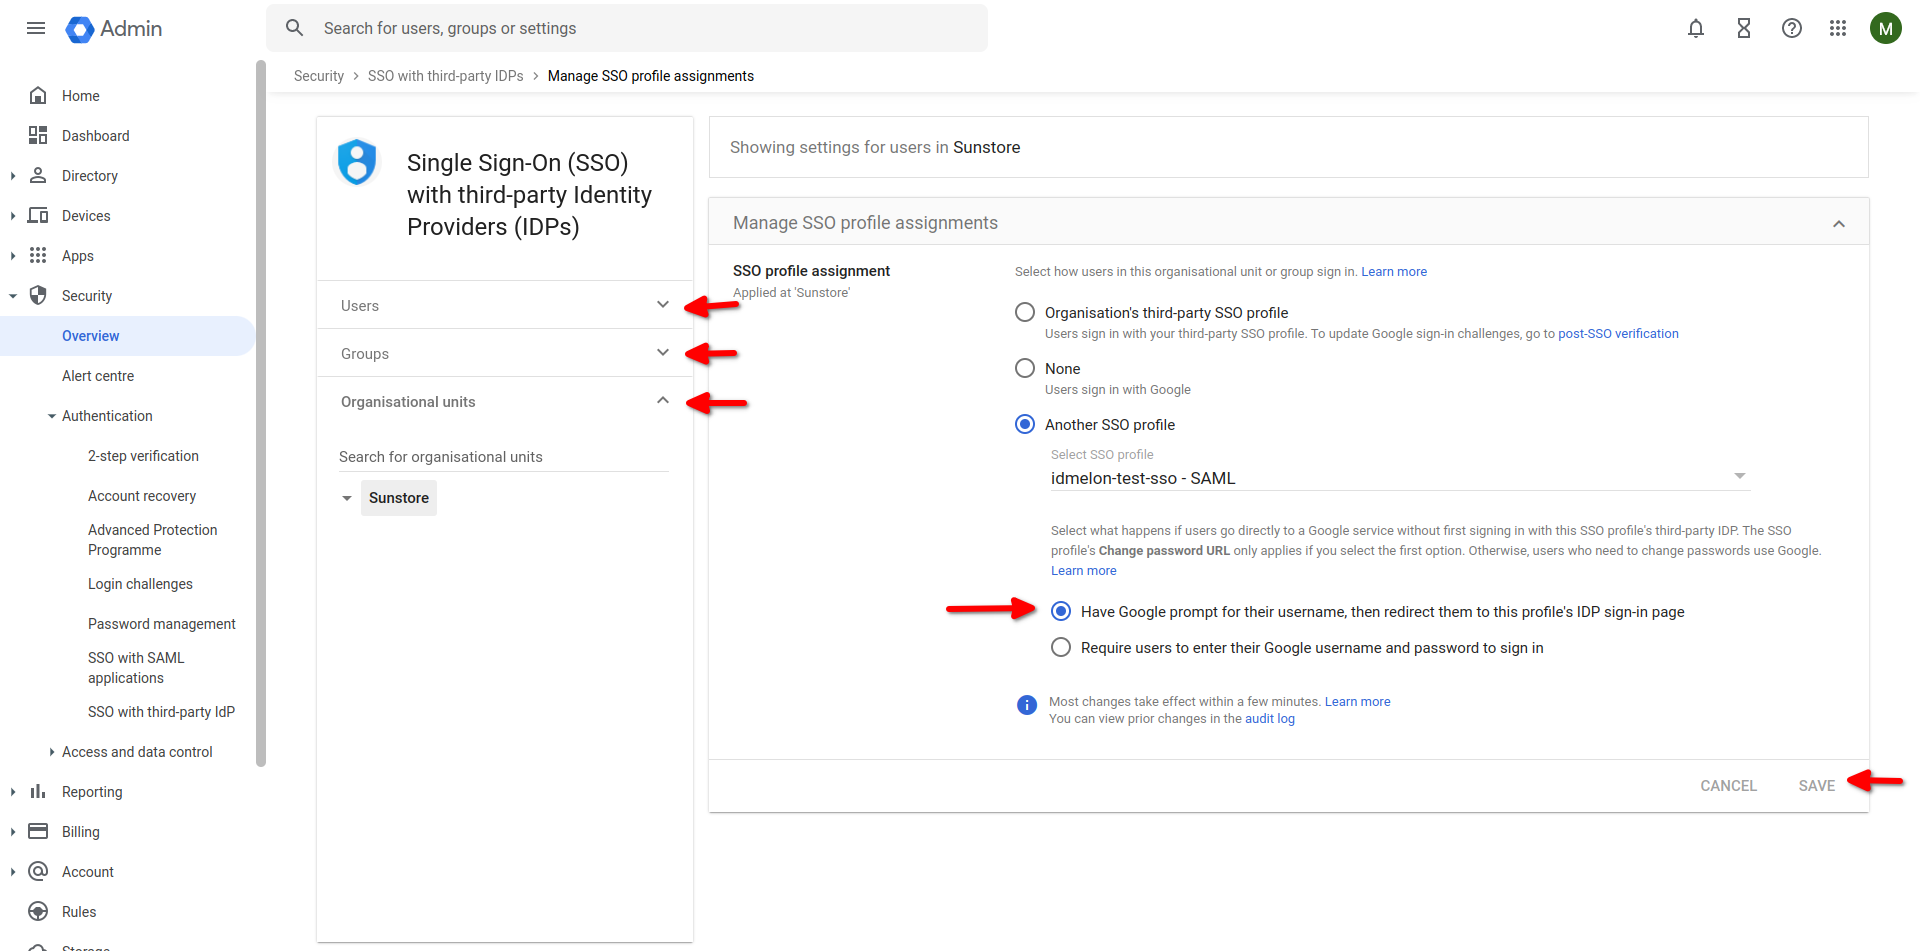 Admin
Search for users, groups or settings
M
Security > SSO with third-party IDPs > Manage SSO profile assignments
Home
Dashboard
Directory
Devices
Apps
Security
Overview
Alert centre
Authentication
2-step verification
Account recovery
Advanced Protection
Programme
Login challenges
Password management
SSO with SAML
applications
SSO with third-party IdP
Access and data control
Reporting
Billing
Account
Rules
Storage
Single Sign-On (SSO)
with third-party Identity
Providers (IDPs)
Users
Groups
Organisational units
Search for organisational units
Sunstore
Showing settings for users in Sunstore
Manage SSO profile assignments
SSO profile assignment
Applied at 'Sunstore'
Select how users in this organisational unit or group sign in. Learn more
Organisation's third-party SSO profile
Users sign in with your third-party SSO profile. To update Google sign-in challenges, go to post-SSO verification
None
Users sign in with Google
Another SSO profile
Select SSO profile
idmelon-test-sso - SAML
Select what happens if users go directly to a Google service without first signing in with this SSO profile's third-party IDP. The SSO
profile's Change password URL only applies if you select the first option. Otherwise, users who need to change passwords use Google.
Learn more
Have Google prompt for their username, then redirect them to this profile's IDP sign-in page
Require users to enter their Google username and password to sign in
Most changes take effect within a few minutes. Learn more
You can view prior changes in the audit log
CANCEL SAVE